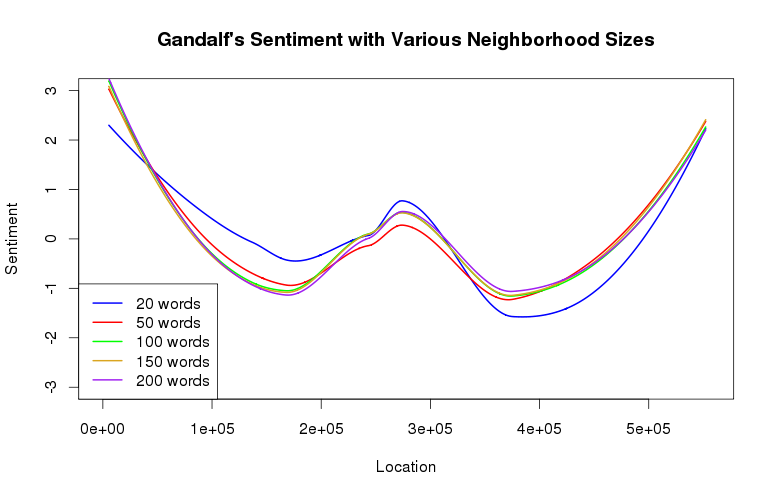 Gandalf's Sentiment with Various Neighborhood Sizes
Sentiment
3
2
1
0
-1
-2
-3
20 words
50 words
100 words
150 words
200 words
0e+00 1e+05 2e+05 3e+05 4e+05 5e+05
Location